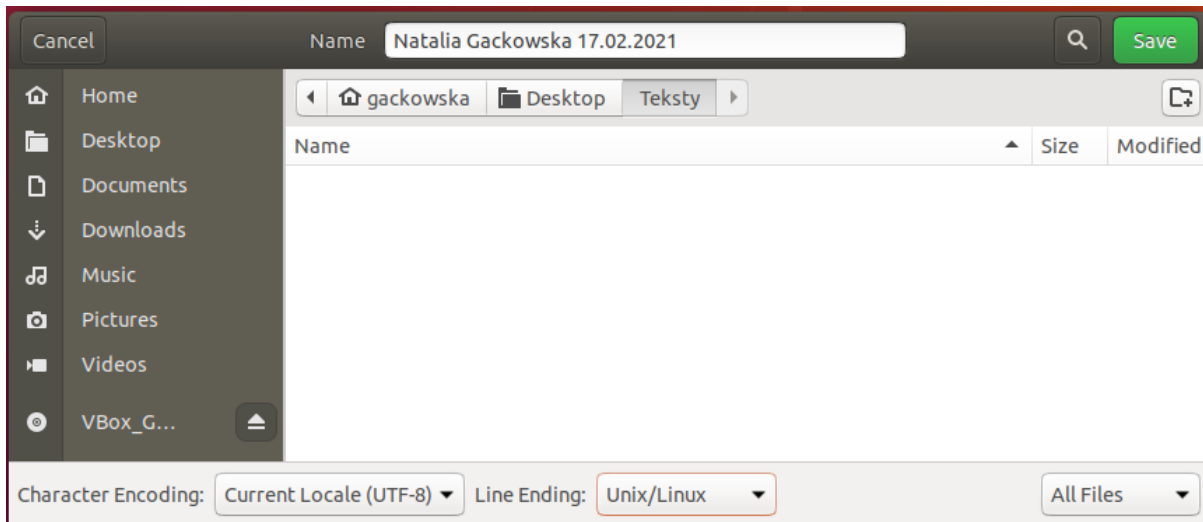 Cancel Name Natalia Gackowska 17.02.2021 Save
Home gackowska Desktop Teksty
Desktop Name Size Modified
Documents
Downloads
Music
Pictures
Videos
VBox_G...
Character Encoding: Current Locale (UTF-8) Line Ending: Unix/Linux All Files